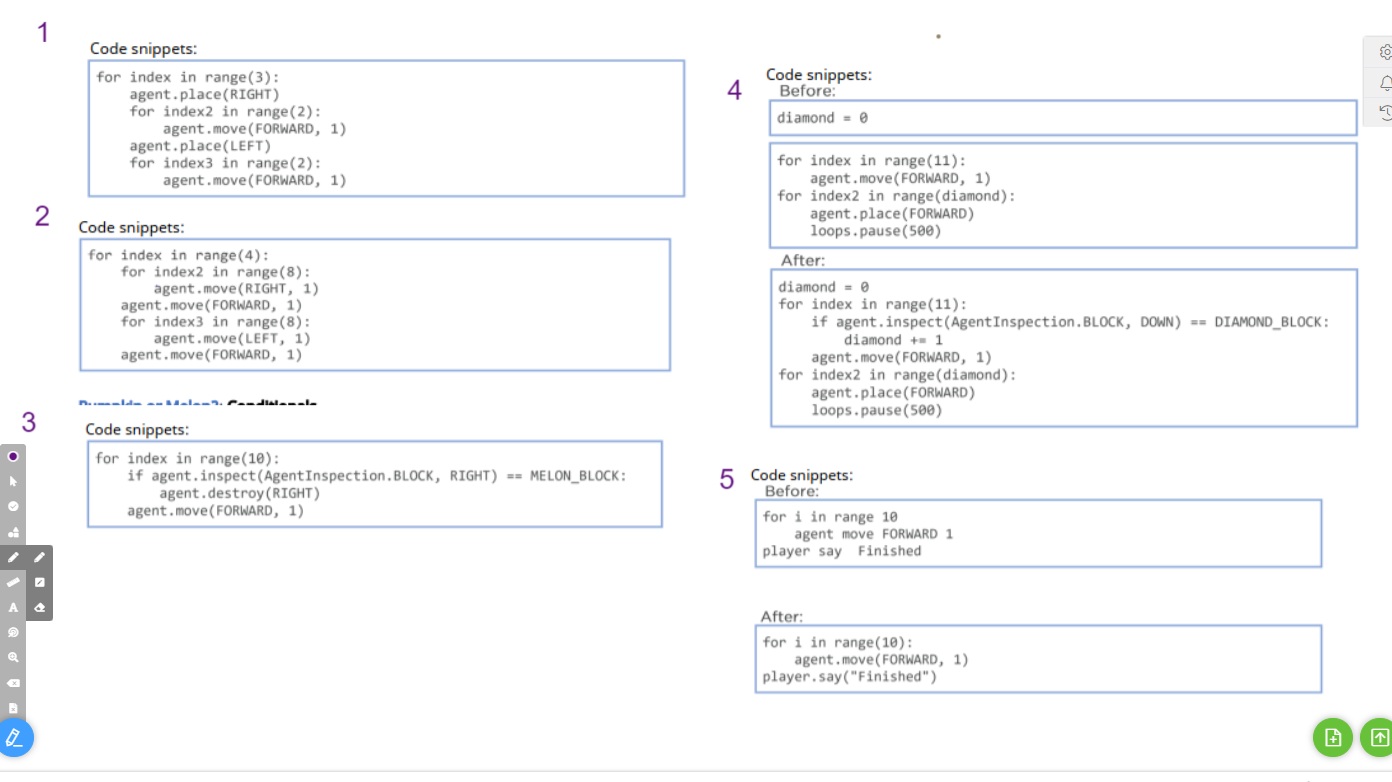 1
Code snippets:
for index in range(3):
    agent.place(RIGHT)
    for index2 in range(2):
        agent.move(FORWARD, 1)
    agent.place(LEFT)
    for index3 in range(2):
        agent.move(FORWARD, 1)
2
Code snippets:
for index in range(4):
    for index2 in range(8):
        agent.move(RIGHT, 1)
    agent.move(FORWARD, 1)
    for index3 in range(8):
        agent.move(LEFT, 1)
    agent.move(FORWARD, 1)
Pumpkin or Melon?: Conditionals
3
Code snippets:
for index in range(10):
    if agent.inspect(AgentInspection.BLOCK, RIGHT) == MELON_BLOCK:
        agent.destroy(RIGHT)
    agent.move(FORWARD, 1)
4
Code snippets:
Before:
diamond = 0
for index in range(11):
    agent.move(FORWARD, 1)
for index2 in range(diamond):
    agent.place(FORWARD)
    loops.pause(500)
After:
diamond = 0
for index in range(11):
    if agent.inspect(AgentInspection.BLOCK, DOWN) == DIAMOND_BLOCK:
        diamond += 1
    agent.move(FORWARD, 1)
for index2 in range(diamond):
    agent.place(FORWARD)
    loops.pause(500)
5
Code snippets:
Before:
for i in range 10
    agent move FORWARD 1
player say  Finished
After:
for i in range(10):
    agent.move(FORWARD, 1)
player.say("Finished")
A